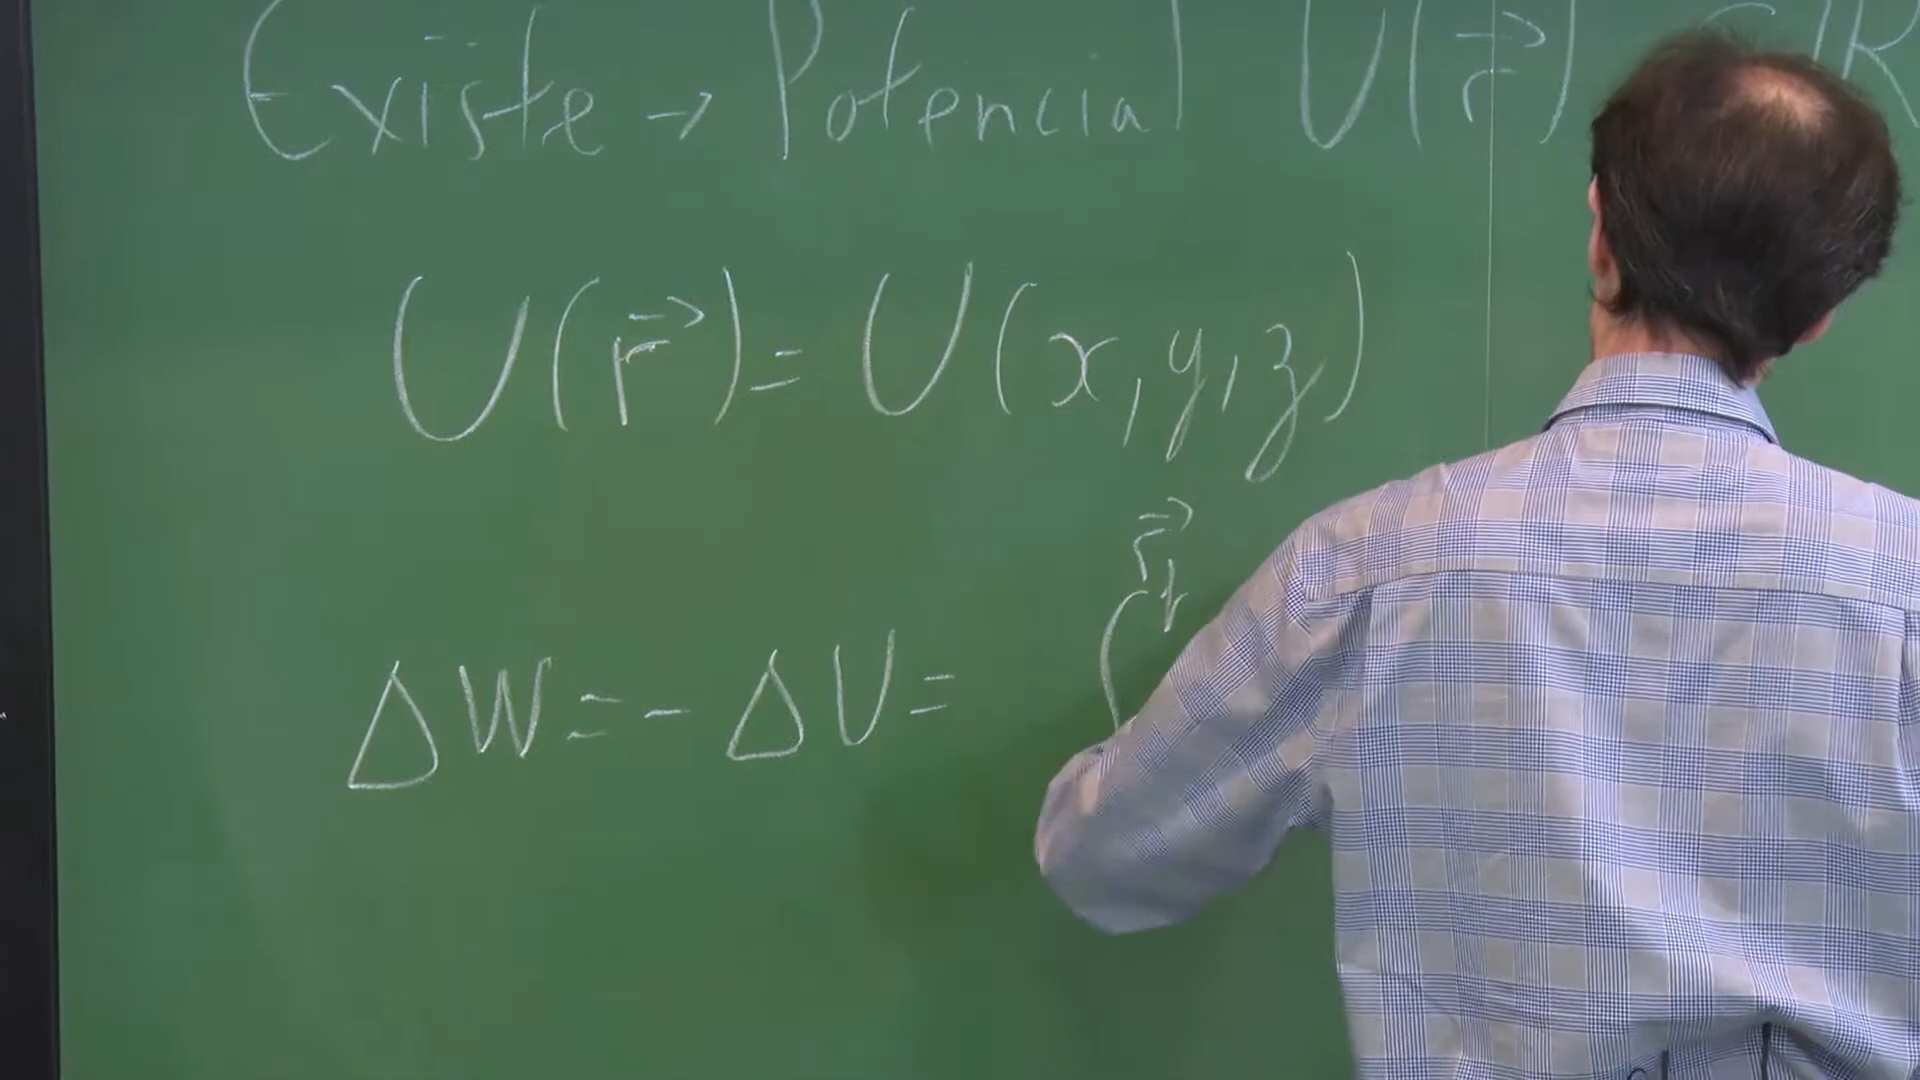 Existe → Potencial U(r⃗) ∈ ℝ
U(r⃗) = U(x, y, z)
ΔW = - ΔU = ∫ r⃗f